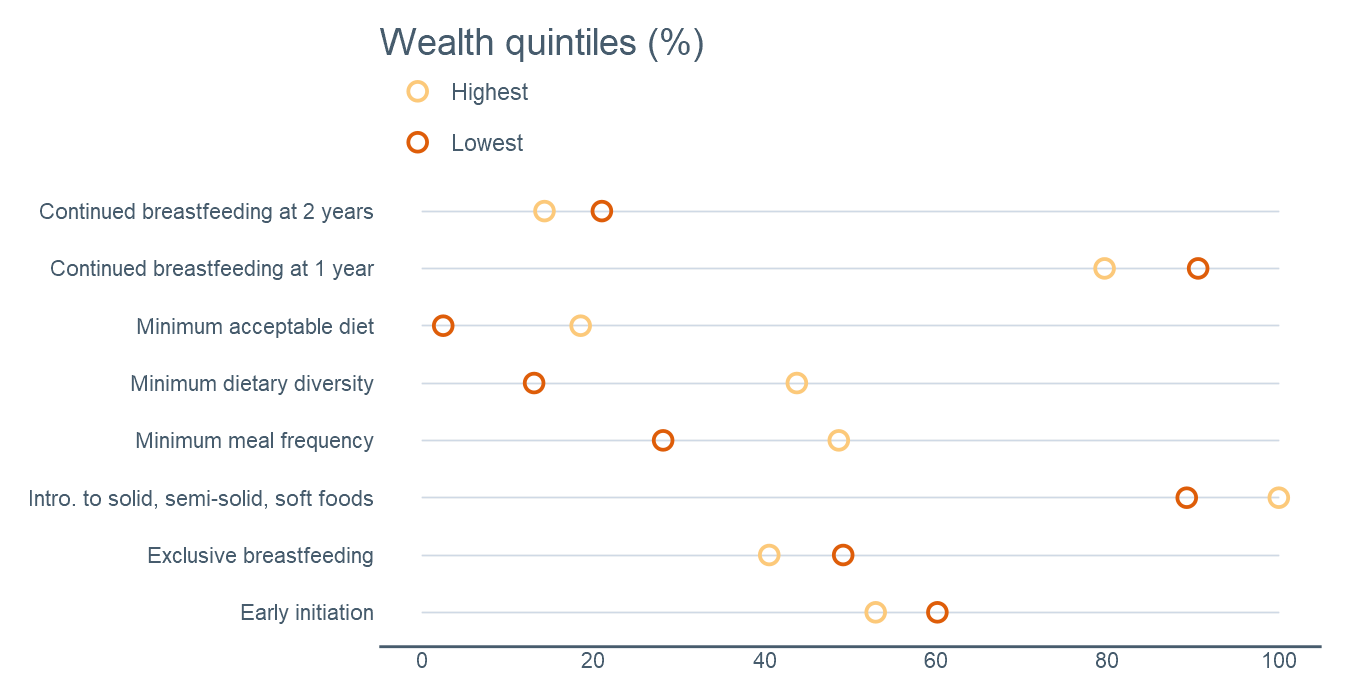 Wealth quintiles (%)
Highest
Lowest
Continued breastfeeding at 2 years
Continued breastfeeding at 1 year
Minimum acceptable diet
Minimum dietary diversity
Minimum meal frequency
Intro. to solid, semi-solid, soft foods
Exclusive breastfeeding
Early initiation
0 20 40 60 80 100